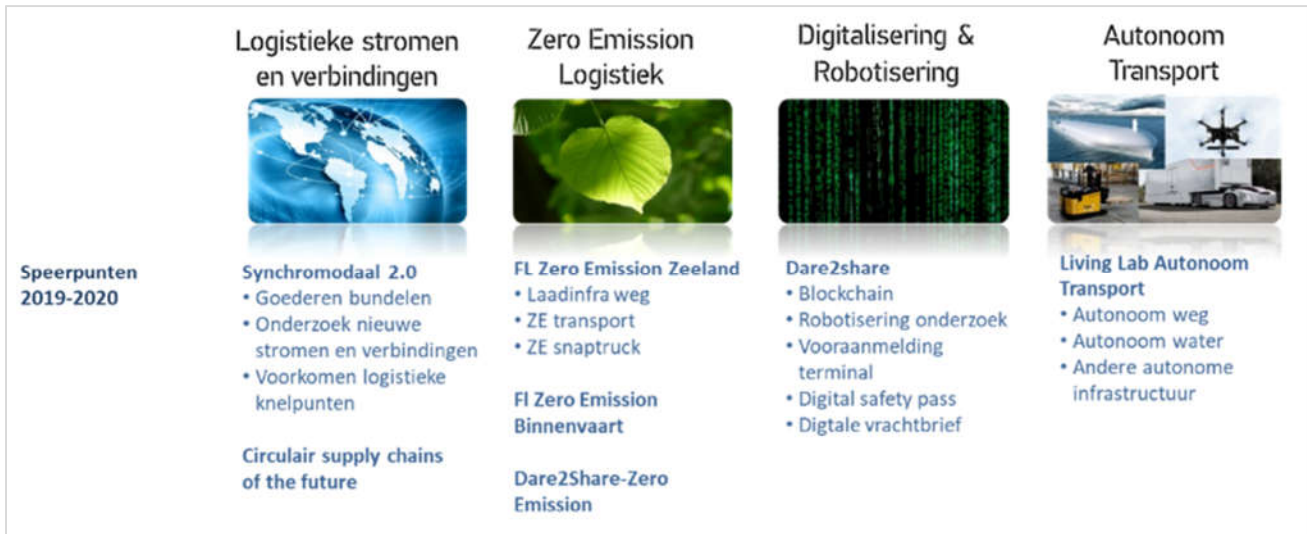 Logistieke stromen
en verbindingen
Zero Emission
Logistiek
Digitalisering &
Robotisering
Autonoom
Transport
Speerpunten
2019-2020
Synchromodaal 2.0
• Goederen bundelen
• Onderzoek nieuwe
stromen en verbindingen
• Voorkomen logistieke
knelpunten
Circulair supply chains
of the future
FL Zero Emission Zeeland
• Laadinfra weg
• ZE transport
• ZE snaptruck
Fl Zero Emission
Binnenvaart
Dare2Share-Zero
Emission
Dare2share
• Blockchain
• Robotisering onderzoek
• Vooraanmelding
terminal
• Digital safety pass
• Digtale vrachtbrief
Living Lab Autonoom
Transport
• Autonoom weg
• Autonoom water
• Andere autonome
infrastructuur